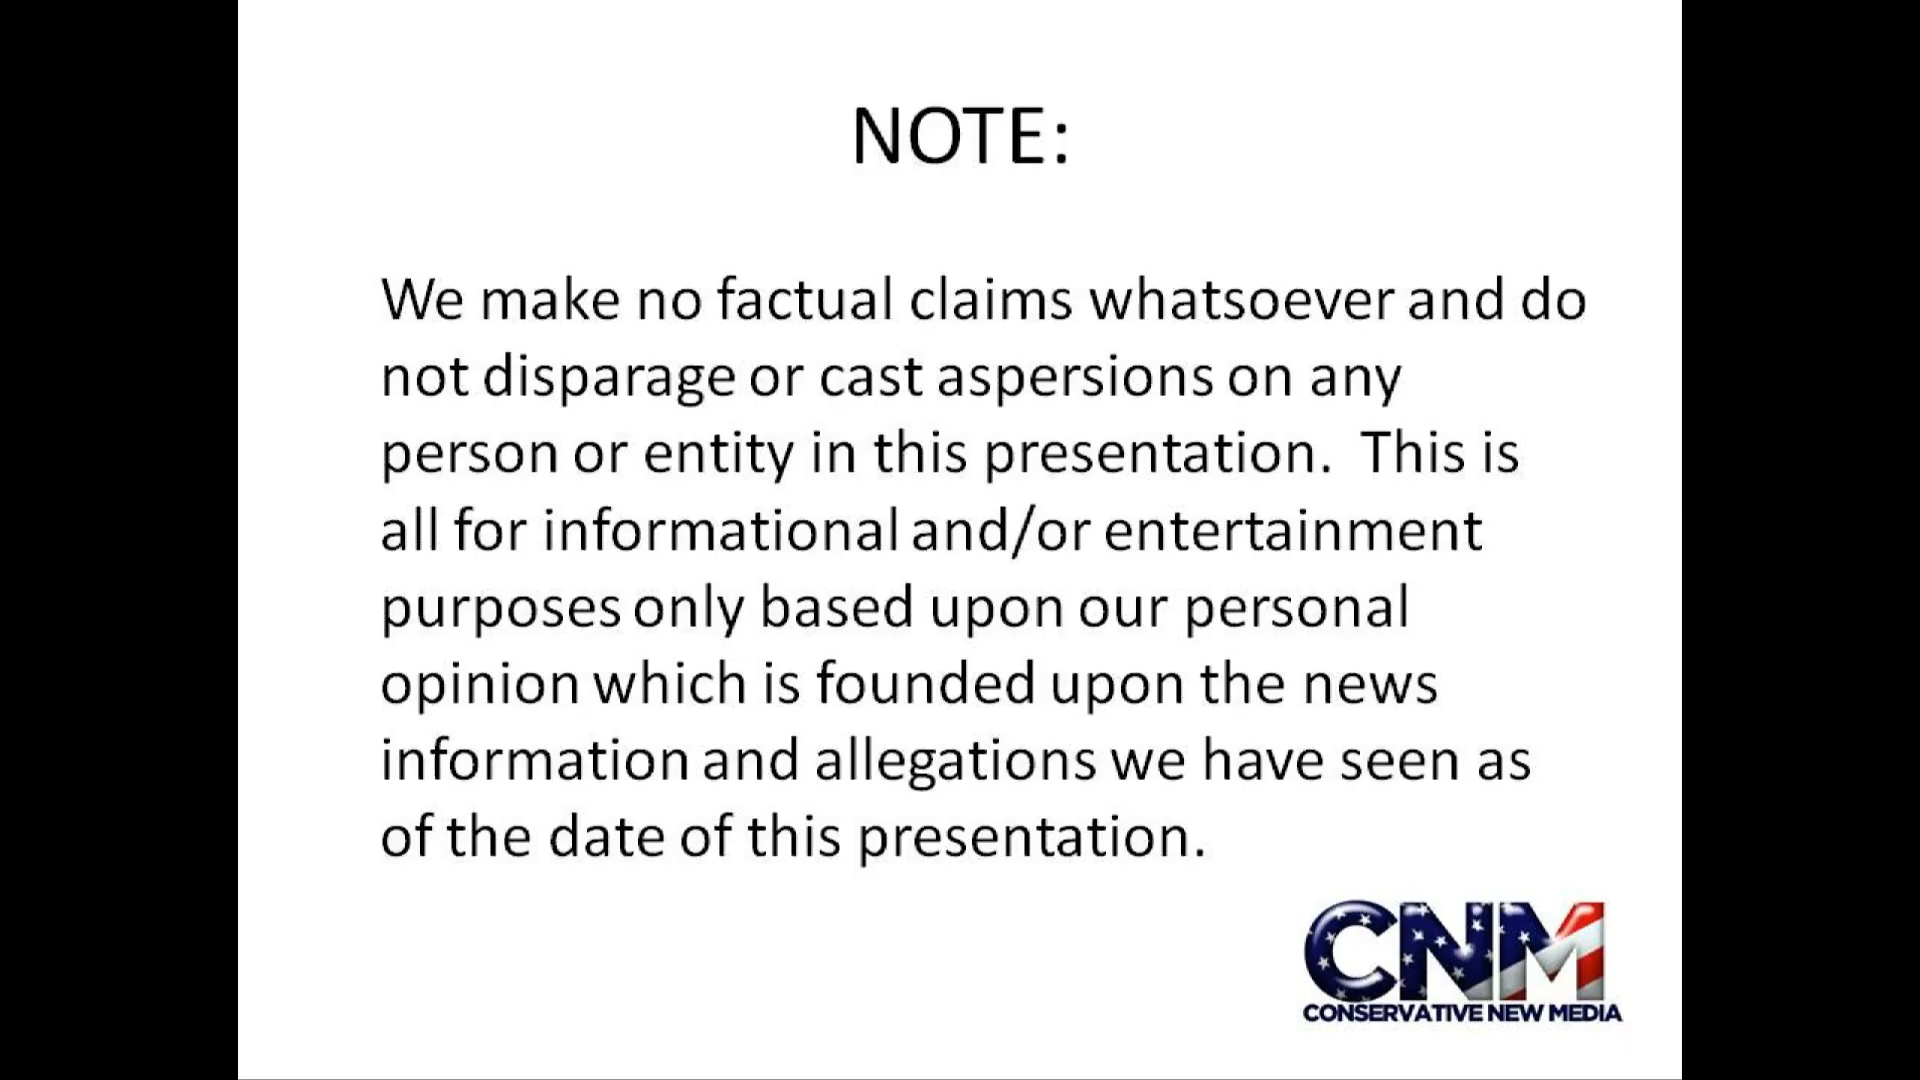 NOTE:
We make no factual claims whatsoever and do
not disparage or cast aspersions on any
person or entity in this presentation.  This is
all for informational and/or entertainment
purposes only based upon our personal
opinion which is founded upon the news
information and allegations we have seen as
of the date of this presentation.
CNM
CONSERVATIVE NEW MEDIA